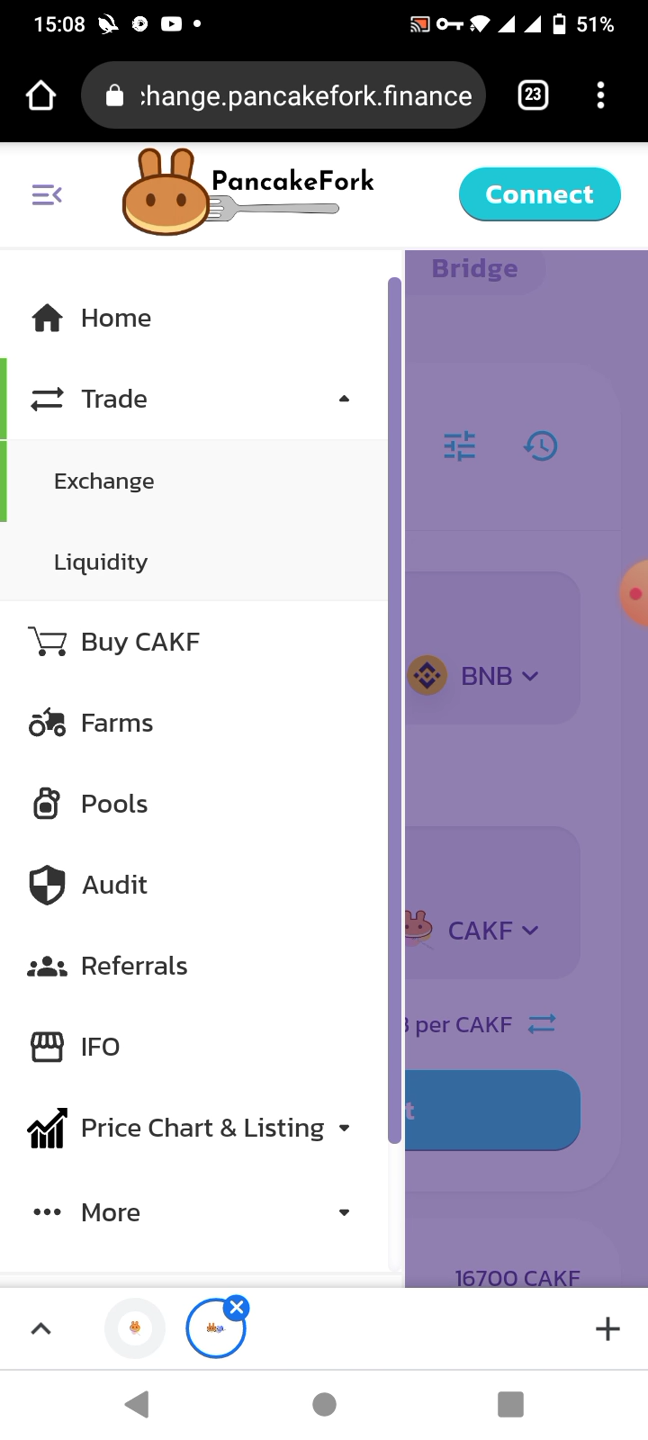 15:08
51%
change.pancakefork.finance
23
PancakeFork
Connect
Bridge
Home
Trade
Exchange
Liquidity
Buy CAKF
BNB
Farms
Pools
Audit
CAKF
Referrals
per CAKF
IFO
t
Price Chart & Listing
More
16700 CAKF